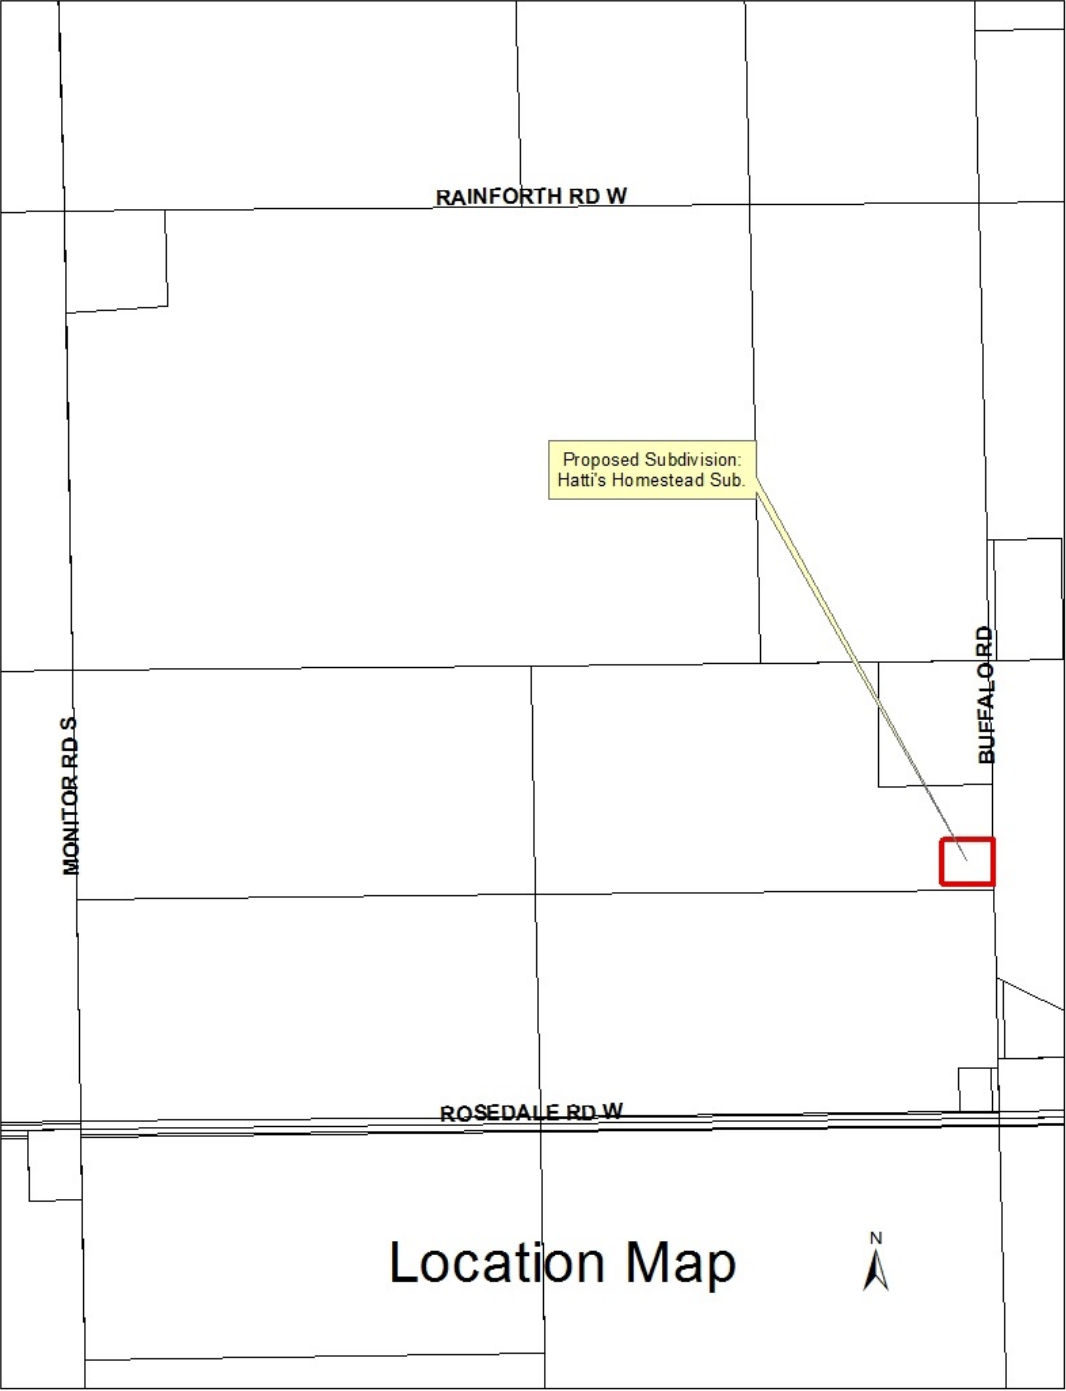 RAINFORTH RD W
Proposed Subdivision:
Hatti's Homestead Sub.
BUFFALO RD
MONITOR RD S
ROSEDALE RD W
Location Map
N